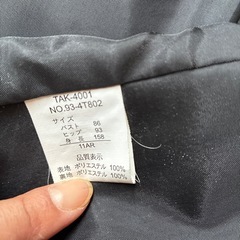 TAK-4001
NO.93-4T802
サイズ
バスト 86
ヒップ 93
身長 158
11AR
品質表示
表地 ポリエステル 100%
裏地 ポリエステル 100%